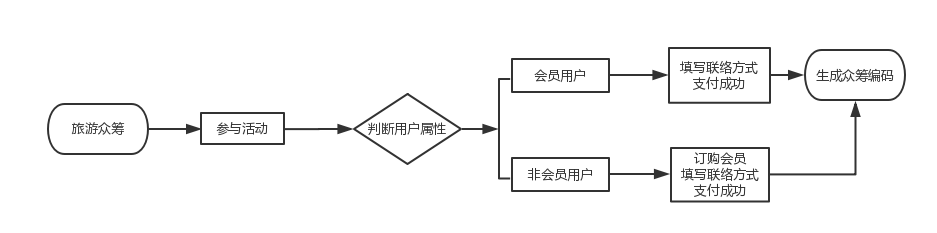 旅游众筹
参与活动
判断用户属性
会员用户
填写联络方式
支付成功
生成众筹编码
非会员用户
订购会员
填写联络方式
支付成功